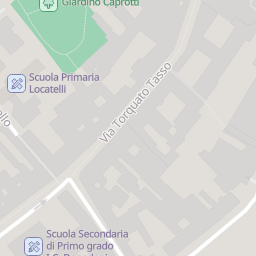 Giardino Caprotti
Scuola Primaria
Locatelli
Via Torquato Tasso
Scuola Secondaria
di Primo grado